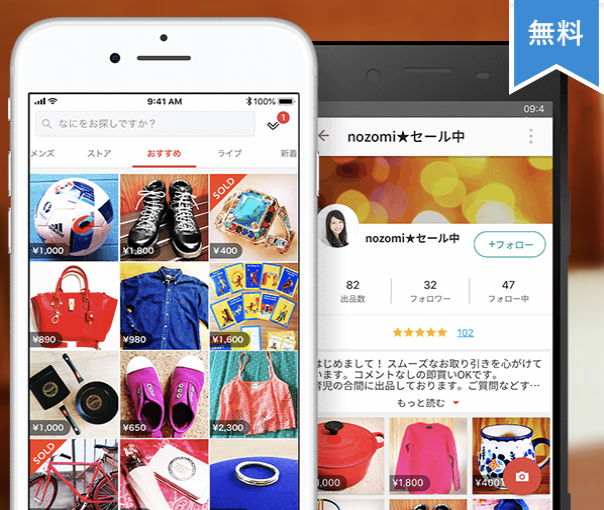 無料
9:41 AM
100%
なにをお探しですか？
1
メンズ
ストア
おすすめ
ライブ
新着
¥1,000
¥1,800
SOLD
¥400
¥890
¥980
¥1,600
¥1,000
¥650
¥2,300
SOLD
09:4
nozomi★セール中
nozomi★セール中
+フォロー
82
32
47
出品数
フォロワー
フォロー中
102
はじめまして！ スムーズなお取り引きを心がけて
います。コメントなしの即買いOKです。
育児の合間に出品しております。ご質問などす…
もっと読む
,000
¥1,800
¥460